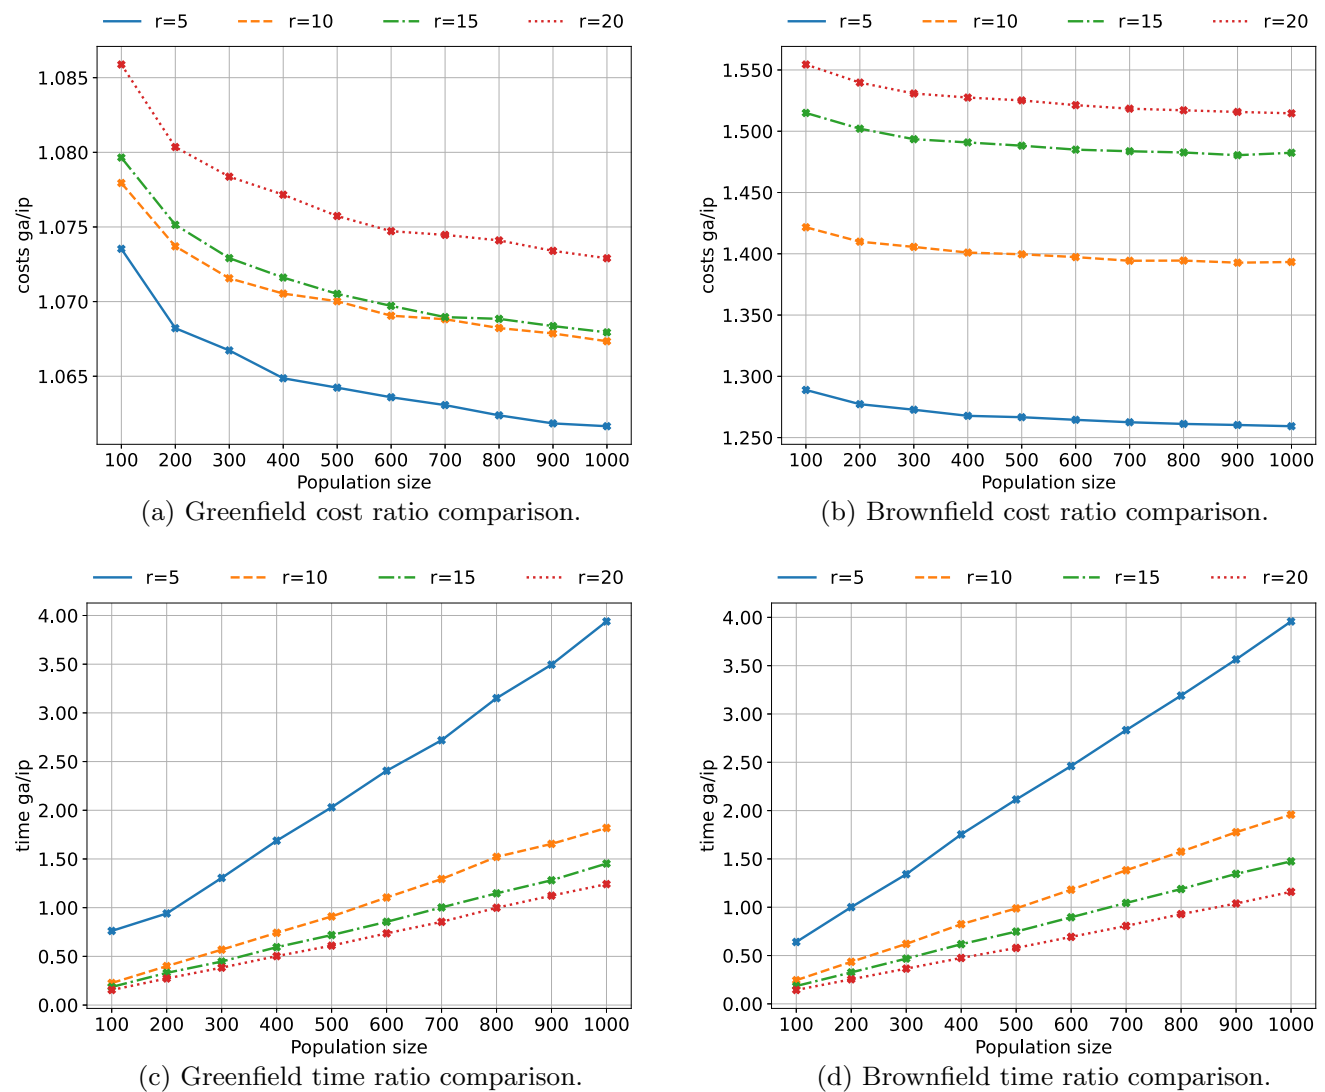 r=5 r=10 r=15 r=20
1.085
1.080
1.075
1.070
1.065
costs ga/ip
100 200 300 400 500 600 700 800 900 1000
Population size
(a) Greenfield cost ratio comparison.
r=5 r=10 r=15 r=20
1.550
1.500
1.450
1.400
1.350
1.300
1.250
costs ga/ip
100 200 300 400 500 600 700 800 900 1000
Population size
(b) Brownfield cost ratio comparison.
r=5 r=10 r=15 r=20
4.00
3.50
3.00
2.50
2.00
1.50
1.00
0.50
0.00
time ga/ip
100 200 300 400 500 600 700 800 900 1000
Population size
(c) Greenfield time ratio comparison.
r=5 r=10 r=15 r=20
4.00
3.50
3.00
2.50
2.00
1.50
1.00
0.50
0.00
time ga/ip
100 200 300 400 500 600 700 800 900 1000
Population size
(d) Brownfield time ratio comparison.